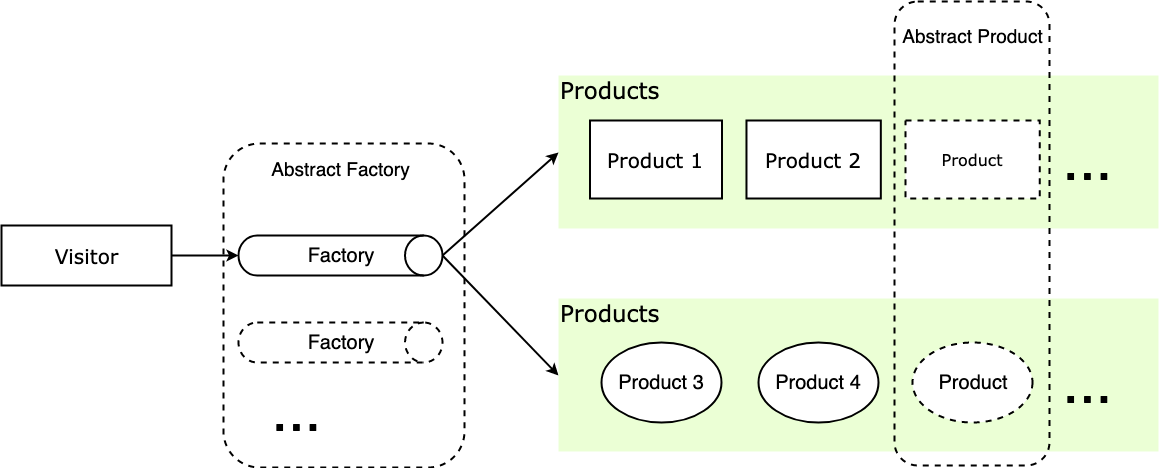 Abstract Product
Products
Product 1
Product 2
Product
...
Abstract Factory
Visitor
Factory
Factory
...
Products
Product 3
Product 4
Product
...